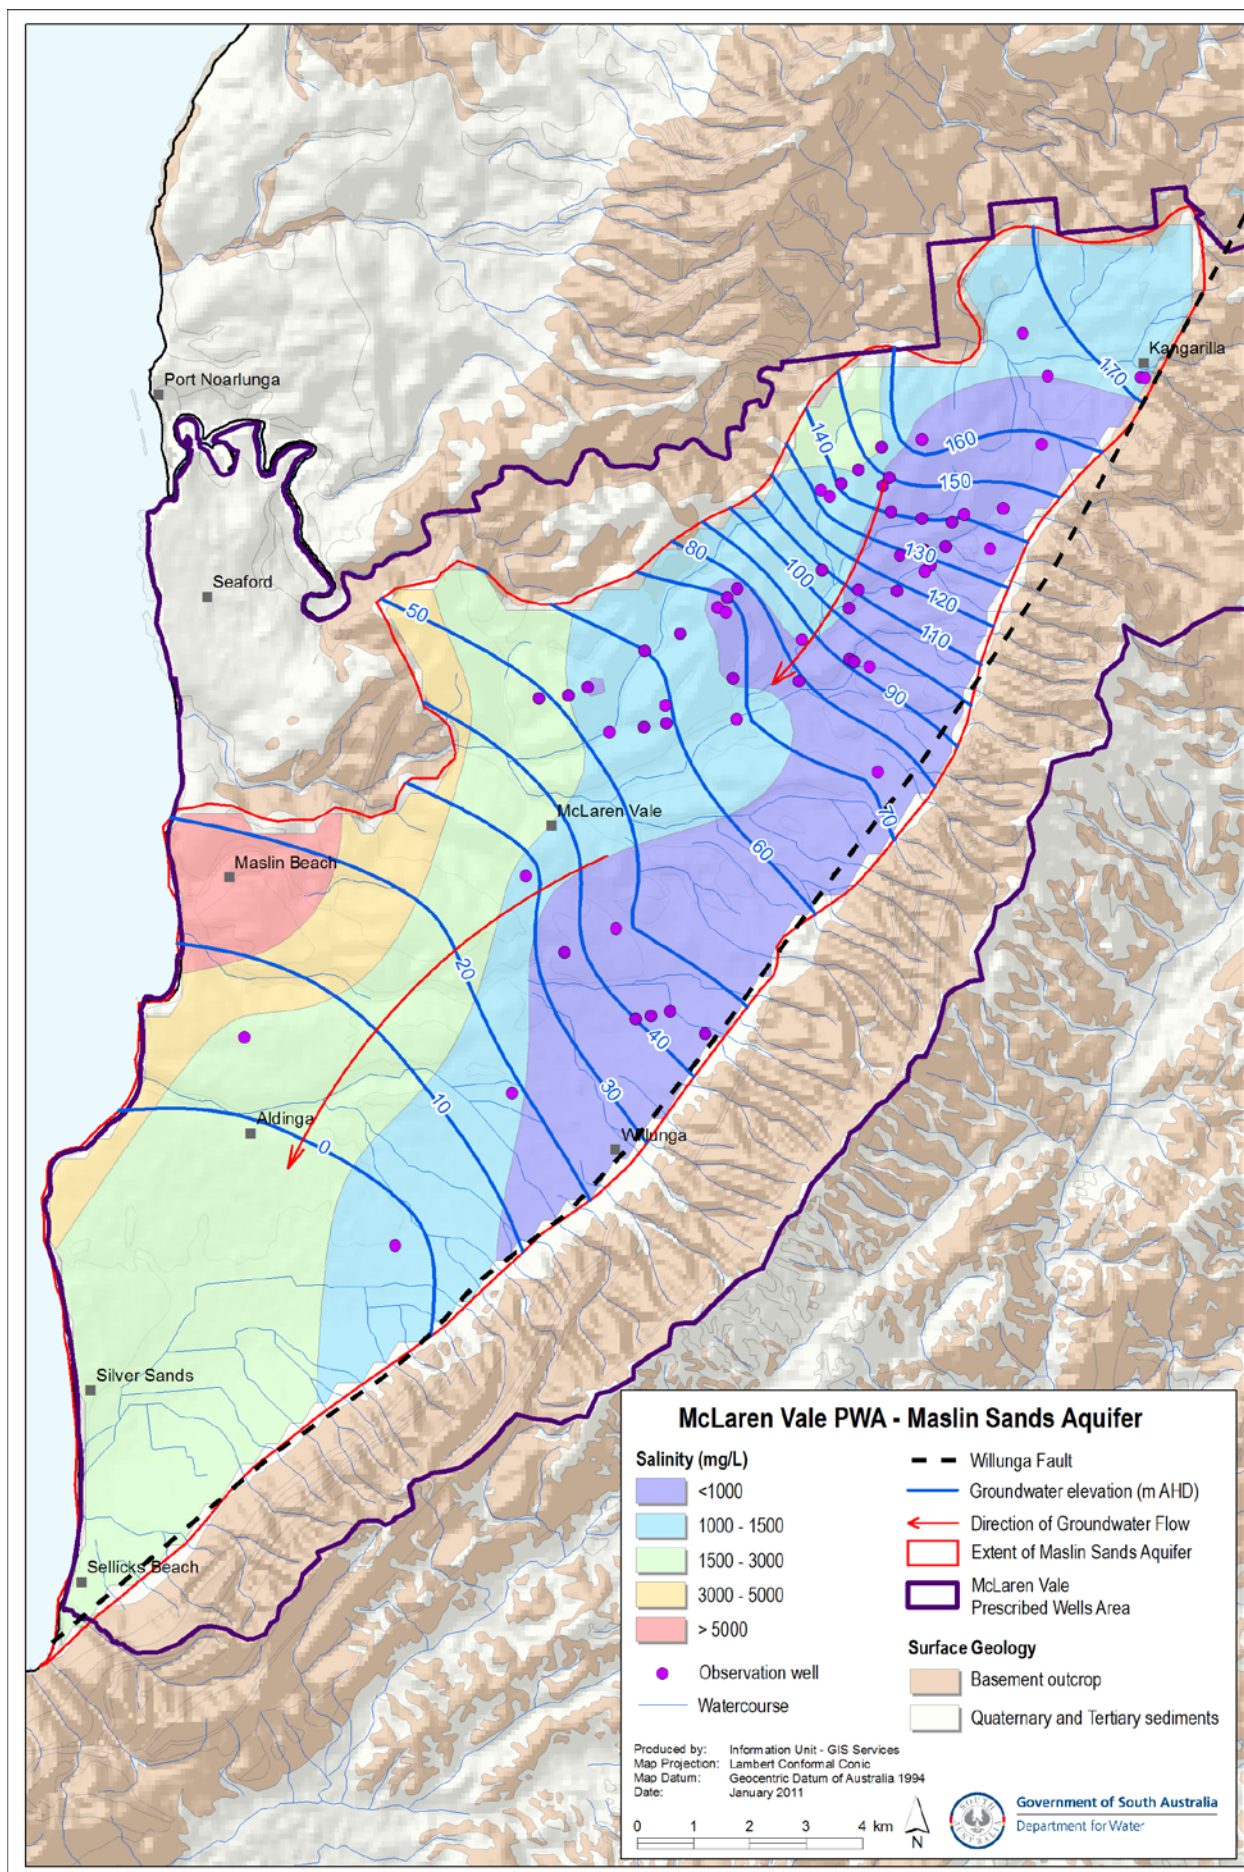 Kangarilla
170
Port Noarlunga
140
160
150
130
80
100
Seaford
120
50
110
90
McLaren Vale
70
60
Maslin Beach
20
40
30
10
Aldinga
0
Willunga
Silver Sands
Sellicks Beach
McLaren Vale PWA - Maslin Sands Aquifer
Salinity (mg/L)
<1000
1000 - 1500
1500 - 3000
3000 - 5000
> 5000
Observation well
Watercourse
Willunga Fault
Groundwater elevation (m AHD)
Direction of Groundwater Flow
Extent of Maslin Sands Aquifer
McLaren Vale
Prescribed Wells Area
Surface Geology
Basement outcrop
Quaternary and Tertiary sediments
Produced by: Information Unit - GIS Services
Map Projection: Lambert Conformal Conic
Map Datum: Geocentric Datum of Australia 1994
Date: January 2011
0 1 2 3 4 km
N
SOUTH
AUSTRALIA
Government of South Australia
Department for Water